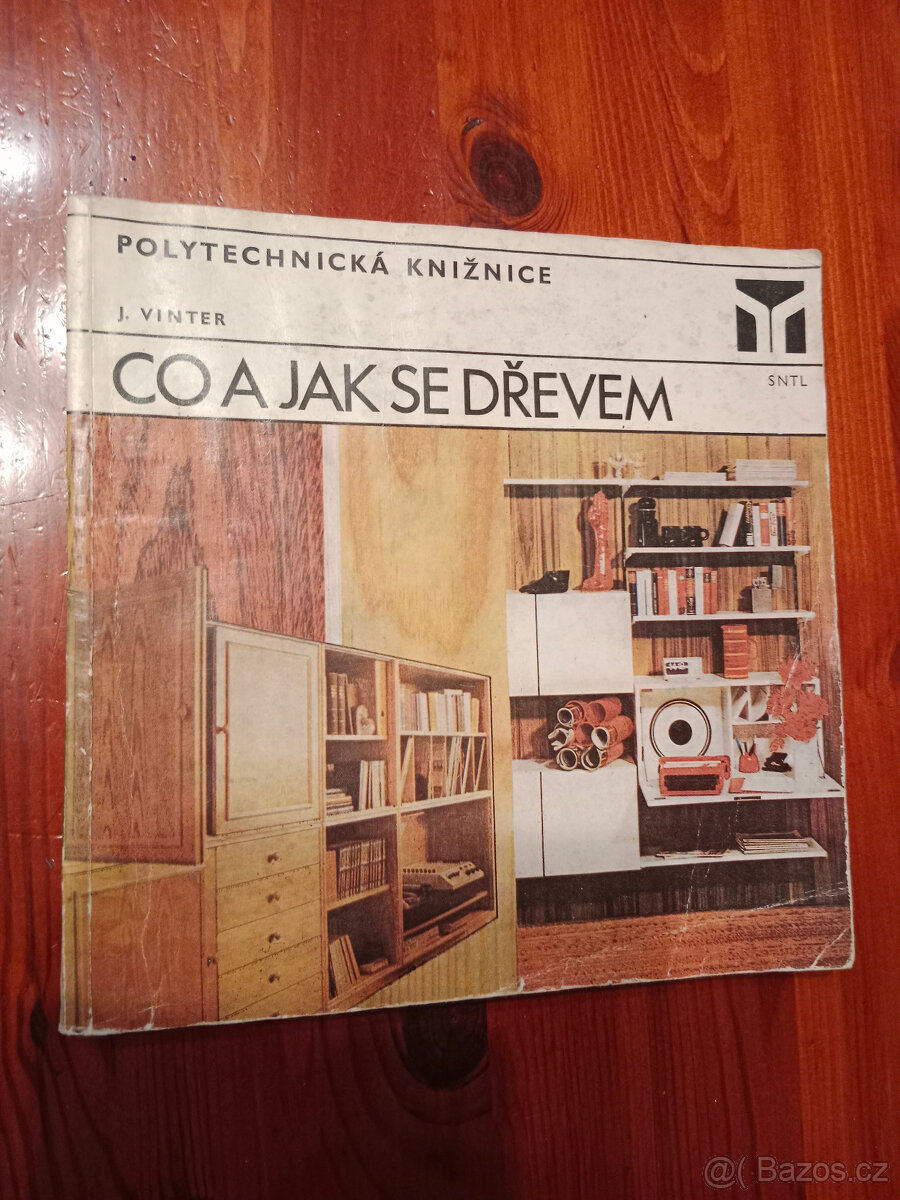 POLYTECHNICKÁ KNIŽNICE
J. VINTER
CO A JAK SE DŘEVEM
SNTL
@( Bazos.cz